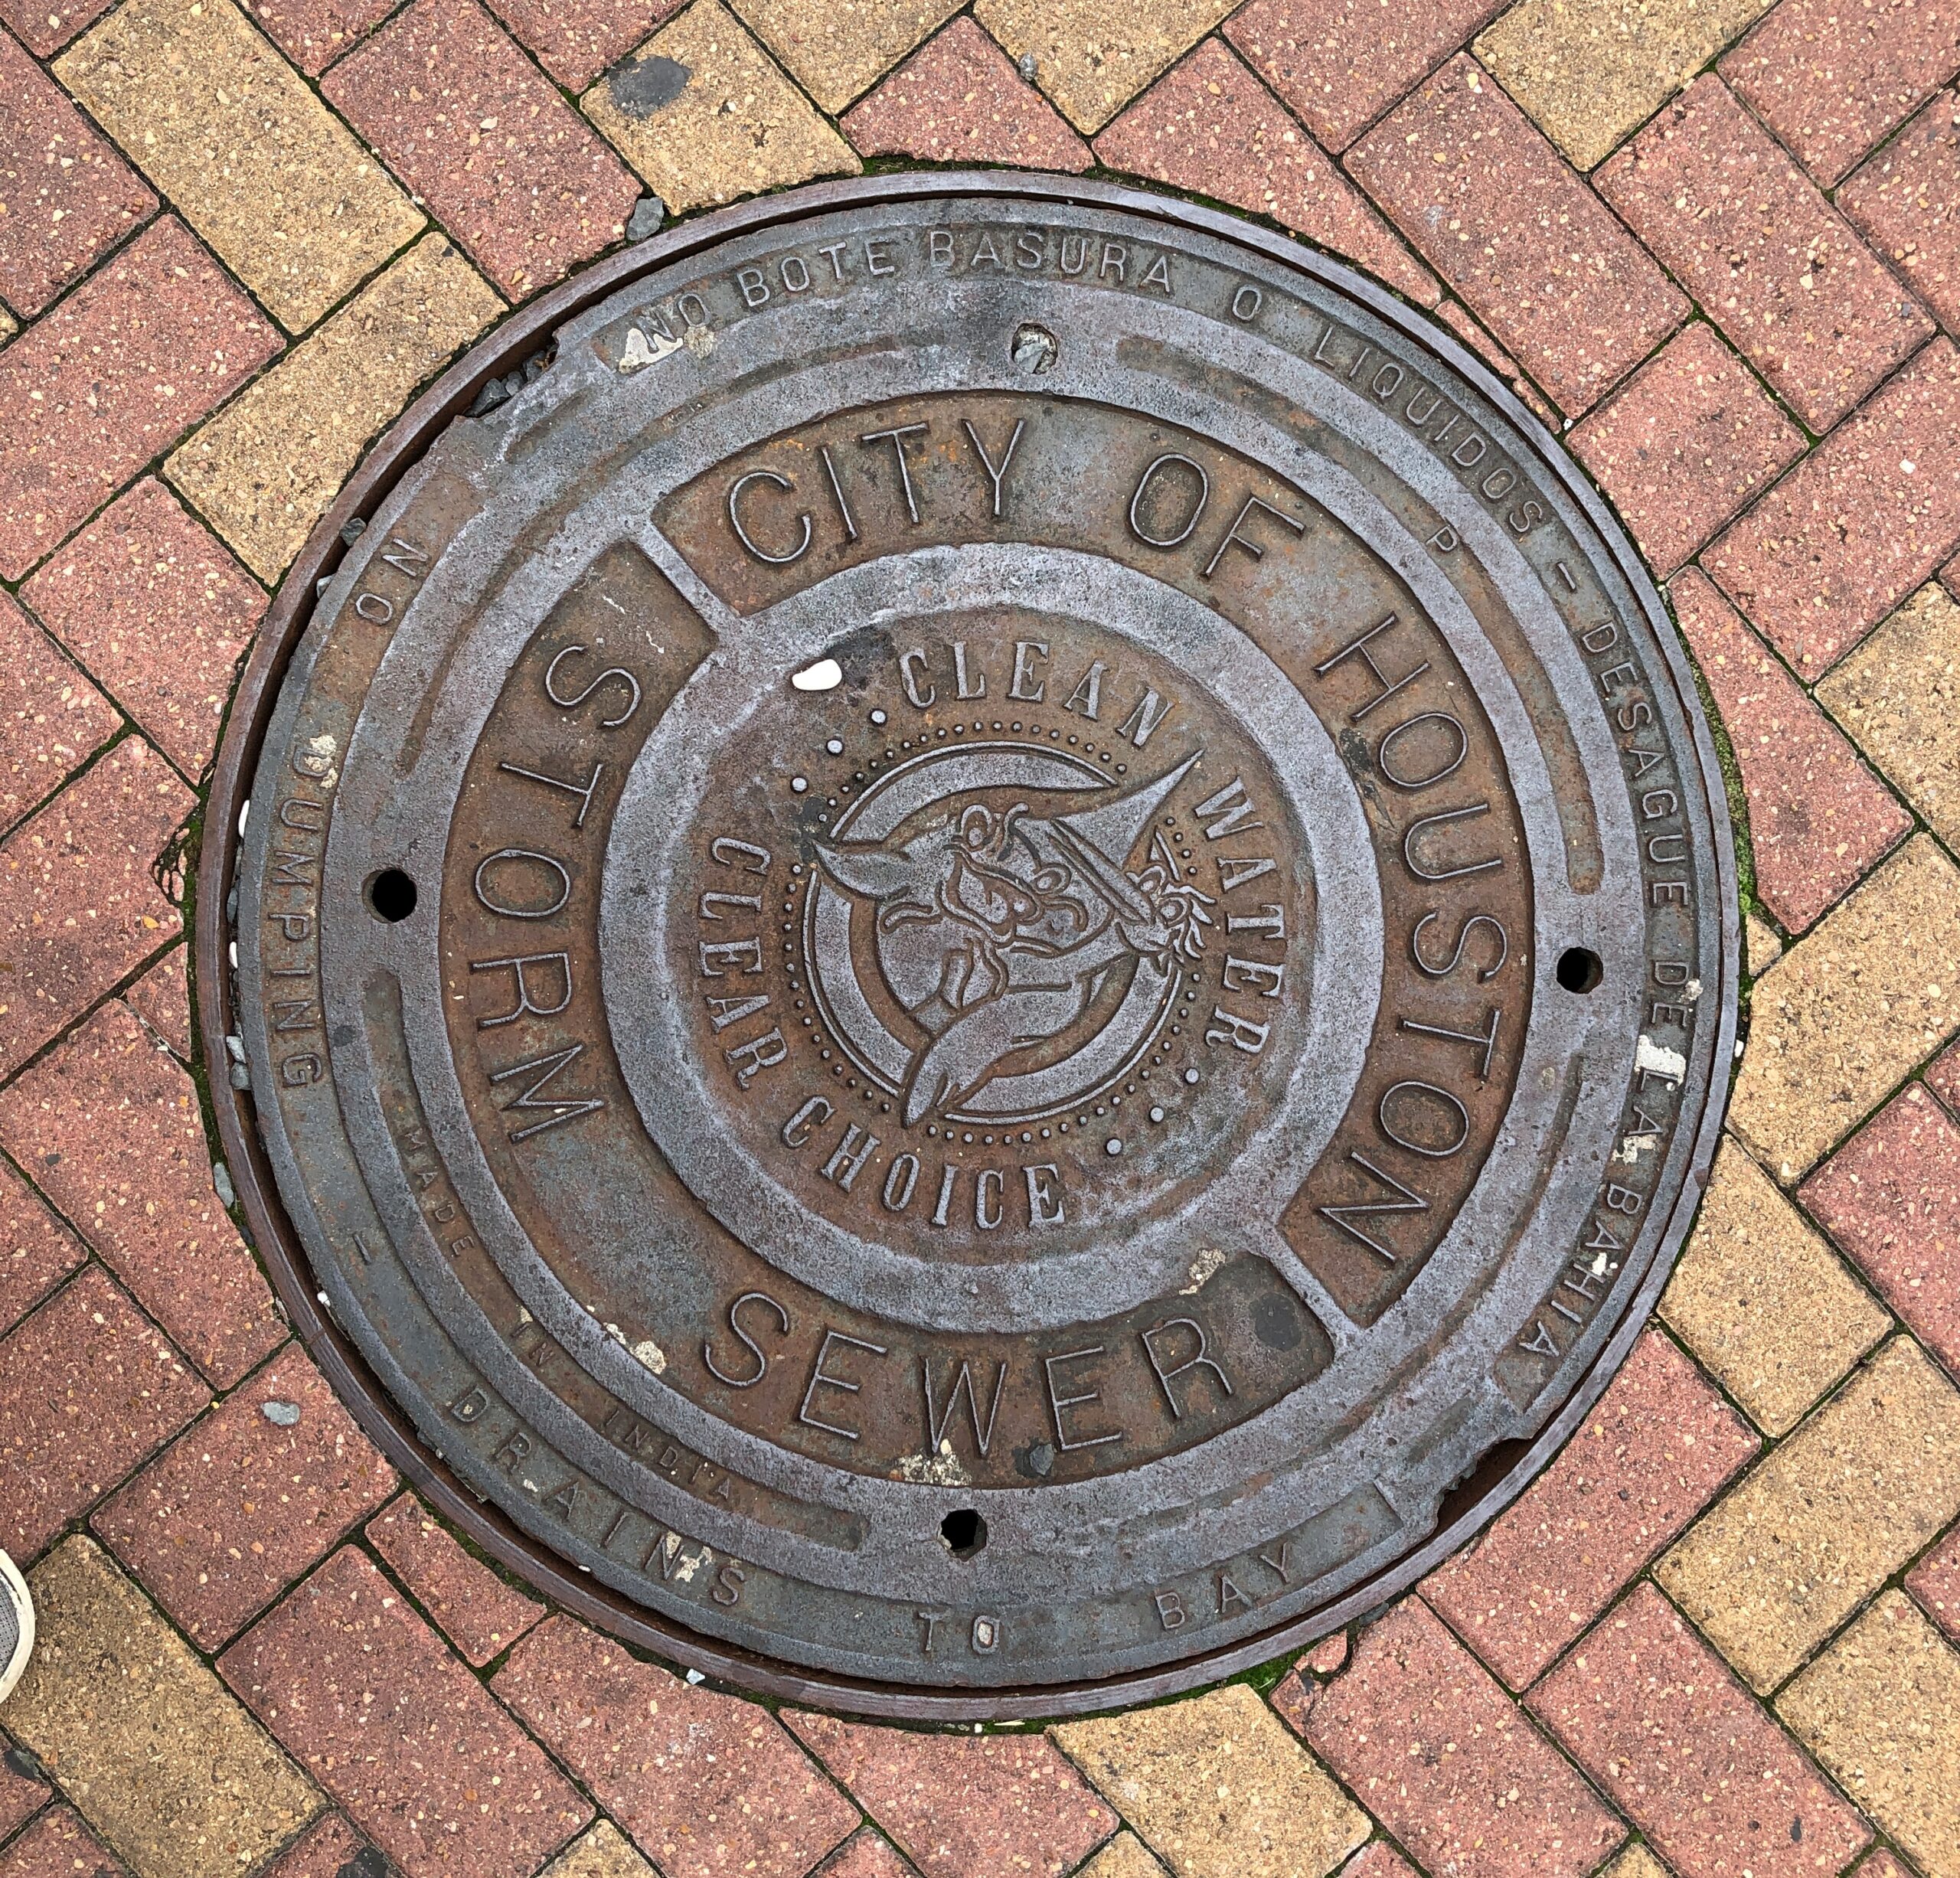 NO BOTE BASURA O LIQUIDOS - DESAGUE DE LA BAHIA
CITY OF HOUSTON
P
CLEAN WATER
CLEAR CHOICE
STORM SEWER
MADE IN INDIA
NO DUMPING - DRAINS TO BAY